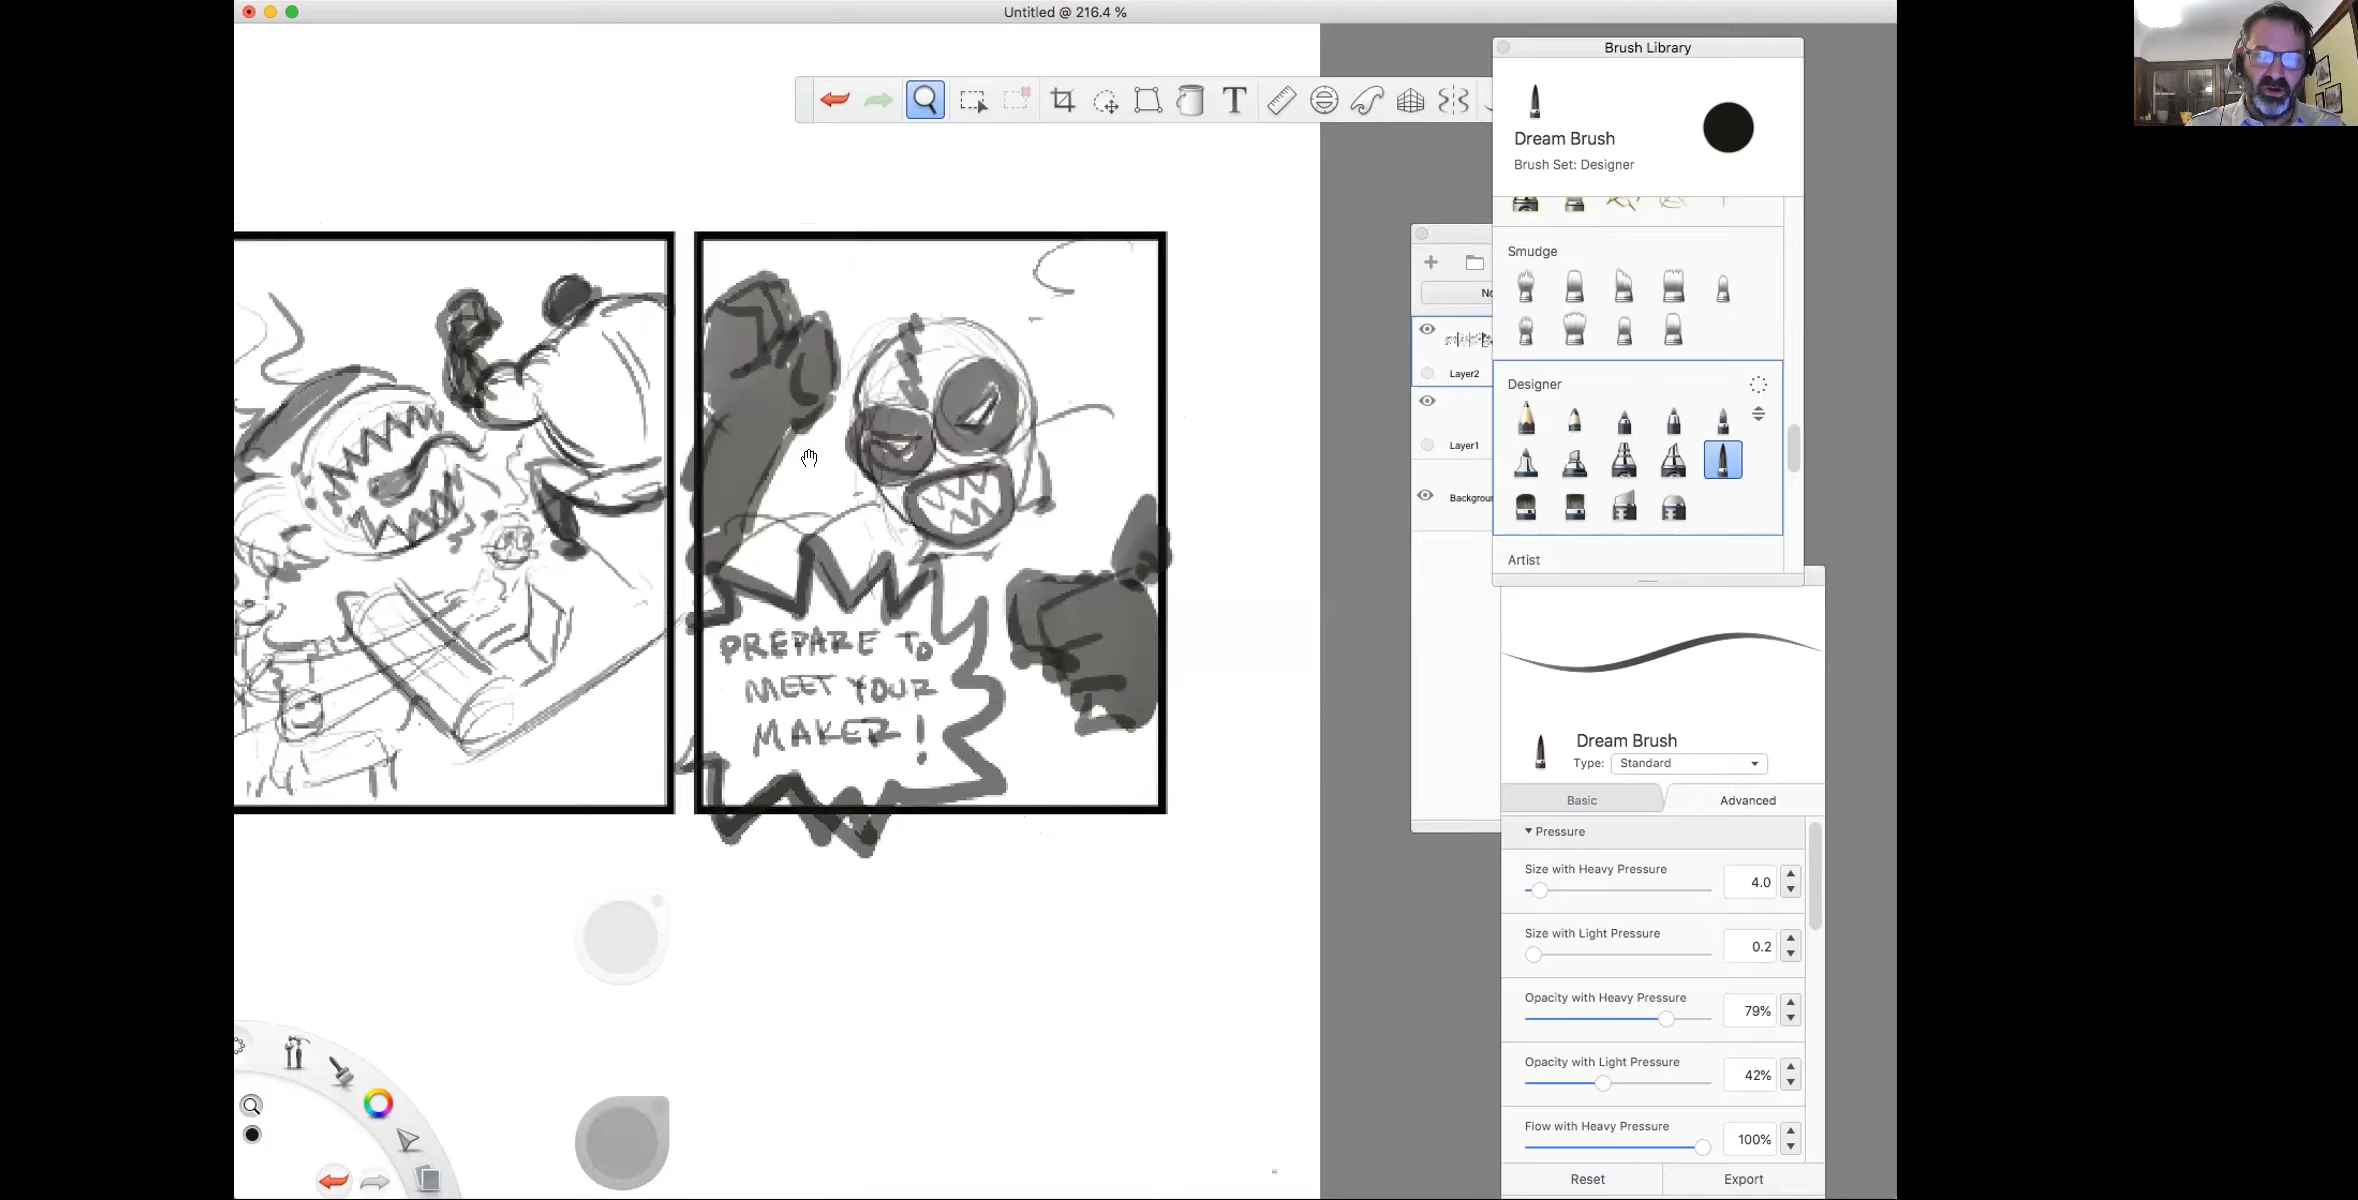 Untitled @ 216.4 %
Brush Library
Dream Brush
Brush Set: Designer
Smudge
Designer
Artist
Layer2
Layer1
PREPARE TO
MEET YOUR
MAKER!
Dream Brush
Type: Standard
Basic Advanced
Pressure
Size with Heavy Pressure 4.0
Size with Light Pressure 0.2
Opacity with Heavy Pressure 79%
Opacity with Light Pressure 42%
Flow with Heavy Pressure 100%
Reset Export